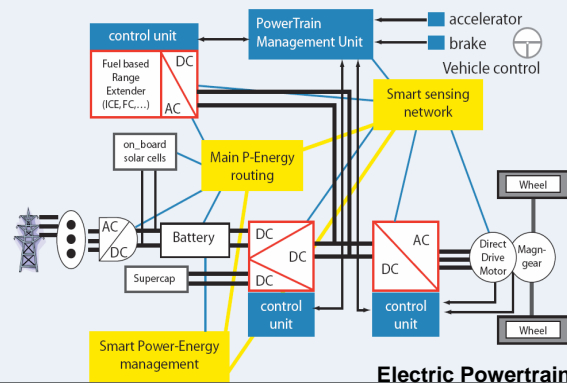 control unit
PowerTrain
Management Unit
accelerator
brake
Vehicle control
Fuel based
Range
Extender
(ICE, FC,...)
DC
AC
Smart sensing
network
on_board
solar cells
Main P-Energy
routing
Wheel
AC
DC
Battery
DC
DC
DC
AC
DC
Direct
Drive
Motor
Magn-
gear
Supercap
control
unit
control
unit
Wheel
Smart Power-Energy
management
Electric Powertrain